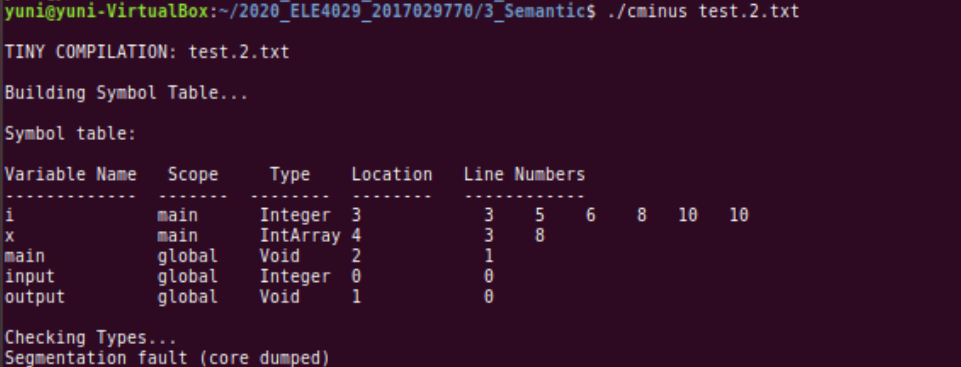 yuni@yuni-VirtualBox:~/2020_ELE4029_2017029770/3_Semantic$ ./cminus test.2.txt
TINY COMPILATION: test.2.txt
Building Symbol Table...
Symbol table:
Variable Name   Scope     Type     Location   Line Numbers
-------------  -------  --------   --------   ------------
i              main      Integer  3            3    5    6    8   10   10
x              main      IntArray 4            3    8
main           global    Void     2            1
input          global    Integer  0            0
output         global    Void     1            0
Checking Types...
Segmentation fault (core dumped)